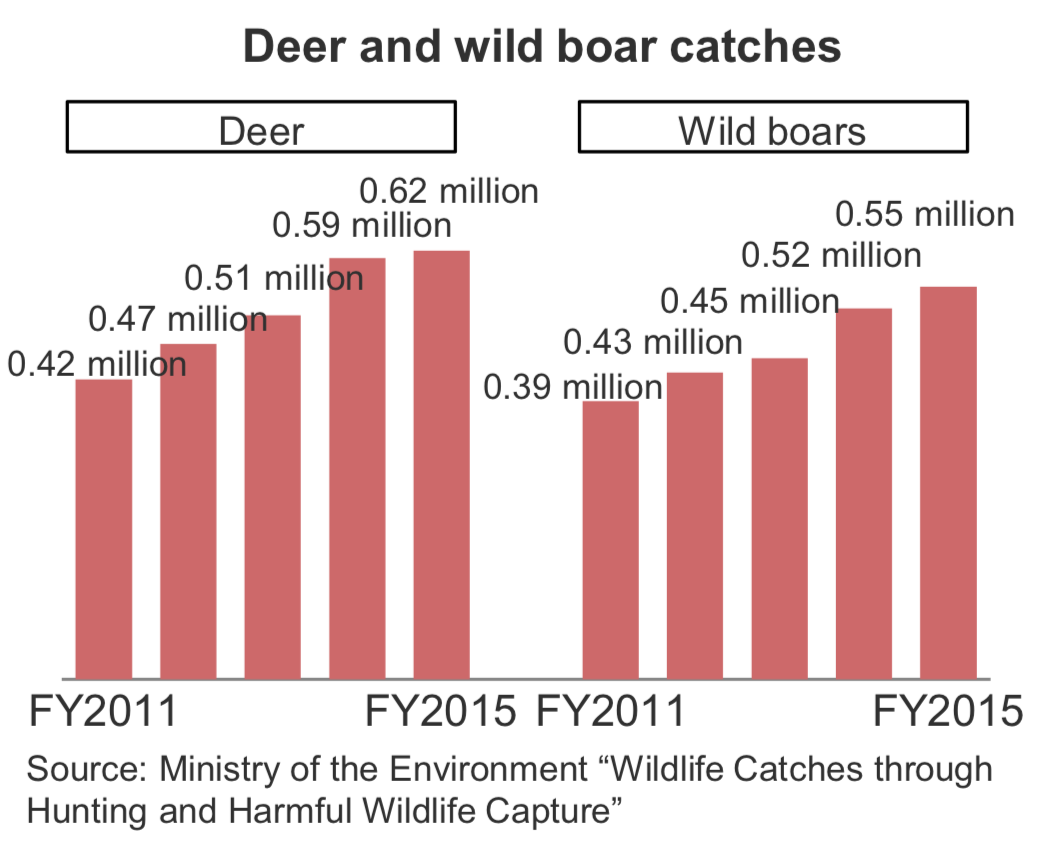 Deer and wild boar catches
Deer
Wild boars
0.62 million
0.59 million
0.51 million
0.47 million
0.42 million
0.55 million
0.52 million
0.45 million
0.43 million
0.39 million
FY2011
FY2015
FY2011
FY2015
Source: Ministry of the Environment “Wildlife Catches through
Hunting and Harmful Wildlife Capture”